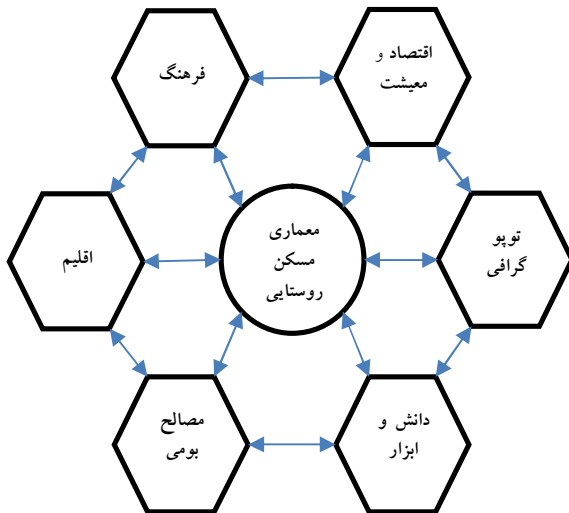 اقتصاد و
معیشت
فرهنگ
توپو
گرافی
معماری
مسکن
روستایی
اقلیم
دانش و
ابزار
مصالح
بومی